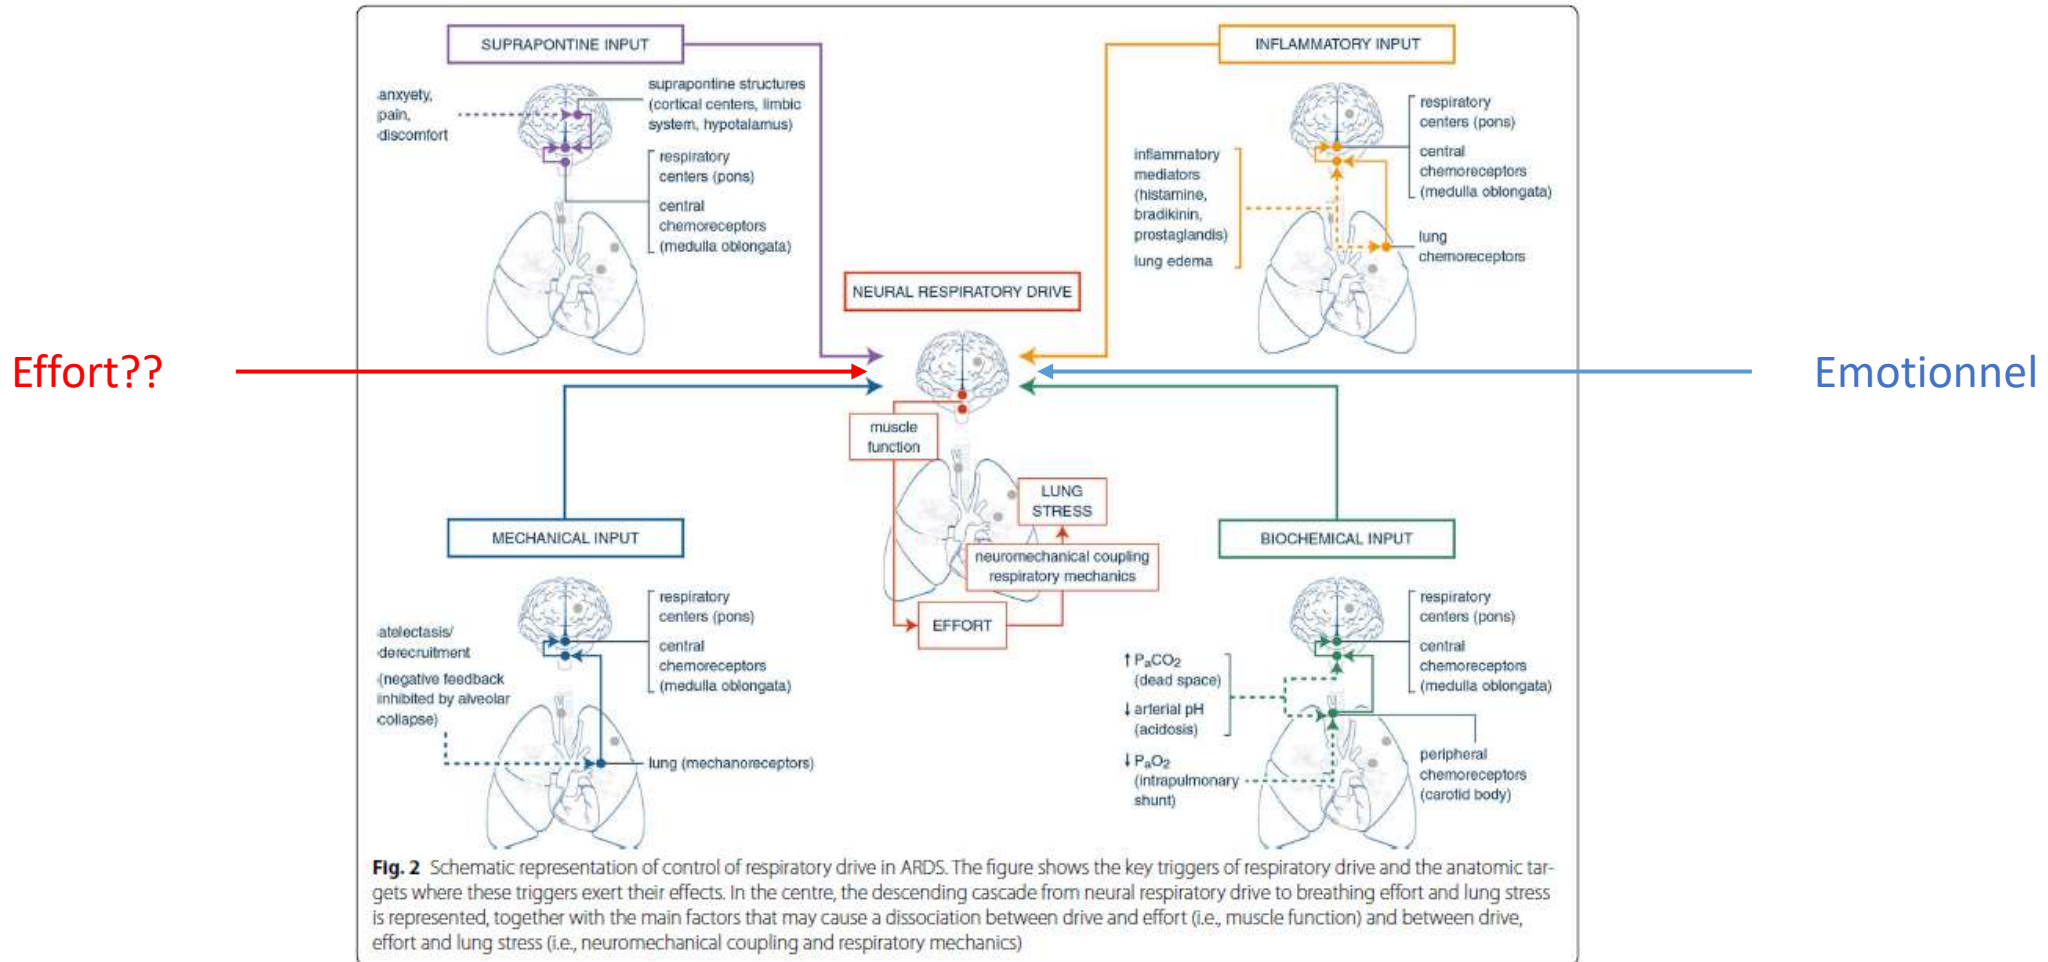 SUPRAPONTINE INPUT
anxyety,
pain,
discomfort
suprapontine structures
(cortical centers, limbic
system, hypotalamus)
respiratory
centers (pons)
central
chemoreceptors
(medulla oblongata)
INFLAMMATORY INPUT
inflammatory
mediators
(histamine,
bradikinin,
prostaglandis)
lung edema
respiratory
centers (pons)
central
chemoreceptors
(medulla oblongata)
lung
chemoreceptors
NEURAL RESPIRATORY DRIVE
Effort??
Emotionnel
muscle
function
LUNG
STRESS
neuromechanical coupling
respiratory mechanics
EFFORT
MECHANICAL INPUT
atelectasis/
derecruitment
(negative feedback
inhibited by alveolar
collapse)
respiratory
centers (pons)
central
chemoreceptors
(medulla oblongata)
lung (mechanoreceptors)
BIOCHEMICAL INPUT
↑ PaCO2
(dead space)
↓ arterial pH
(acidosis)
↓ PaO2
(intrapulmonary
shunt)
respiratory
centers (pons)
central
chemoreceptors
(medulla oblongata)
peripheral
chemoreceptors
(carotid body)
Fig. 2 Schematic representation of control of respiratory drive in ARDS. The figure shows the key triggers of respiratory drive and the anatomic tar-
gets where these triggers exert their effects. In the centre, the descending cascade from neural respiratory drive to breathing effort and lung stress
is represented, together with the main factors that may cause a dissociation between drive and effort (i.e., muscle function) and between drive,
effort and lung stress (i.e., neuromechanical coupling and respiratory mechanics)